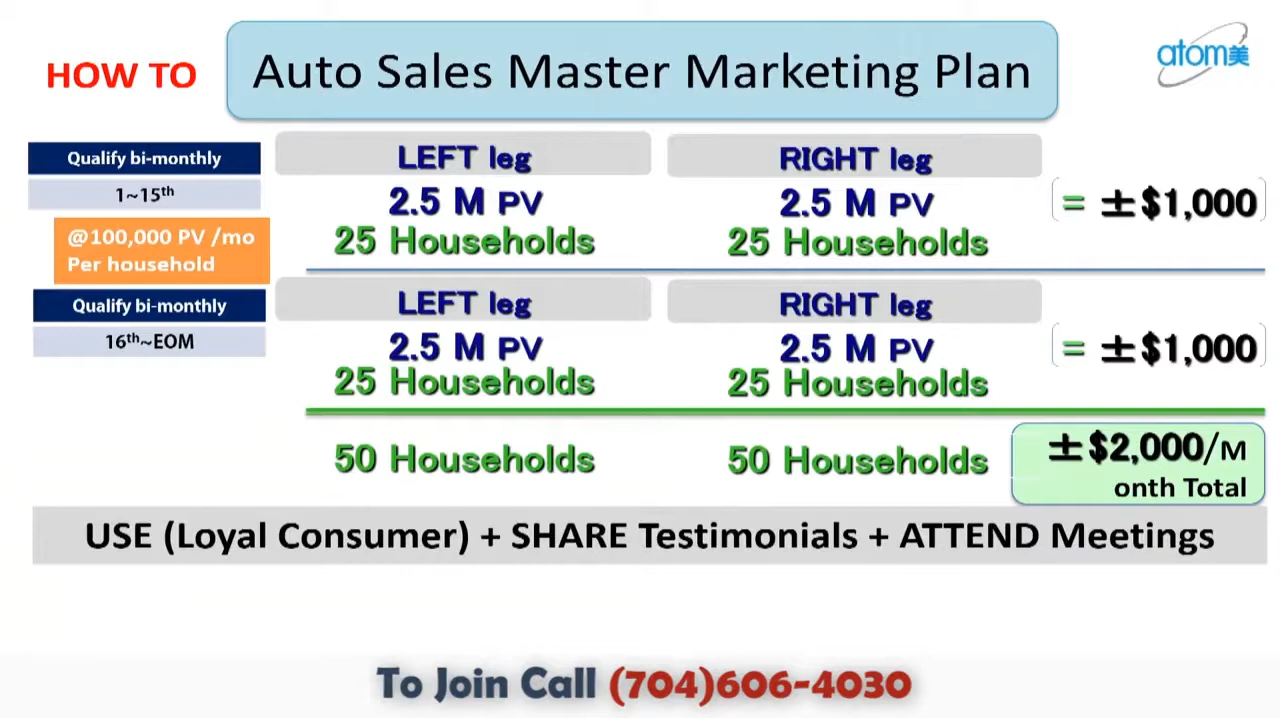 HOW TO
Auto Sales Master Marketing Plan
atom美
Qualify bi-monthly
1~15th
@100,000 PV /mo
Per household
LEFT leg
2.5 M PV
25 Households
RIGHT leg
2.5 M PV
25 Households
= ±$1,000
Qualify bi-monthly
16th~EOM
LEFT leg
2.5 M PV
25 Households
RIGHT leg
2.5 M PV
25 Households
= ±$1,000
50 Households
50 Households
±$2,000/M
onth Total
USE (Loyal Consumer) + SHARE Testimonials + ATTEND Meetings
To Join Call (704)606-4030